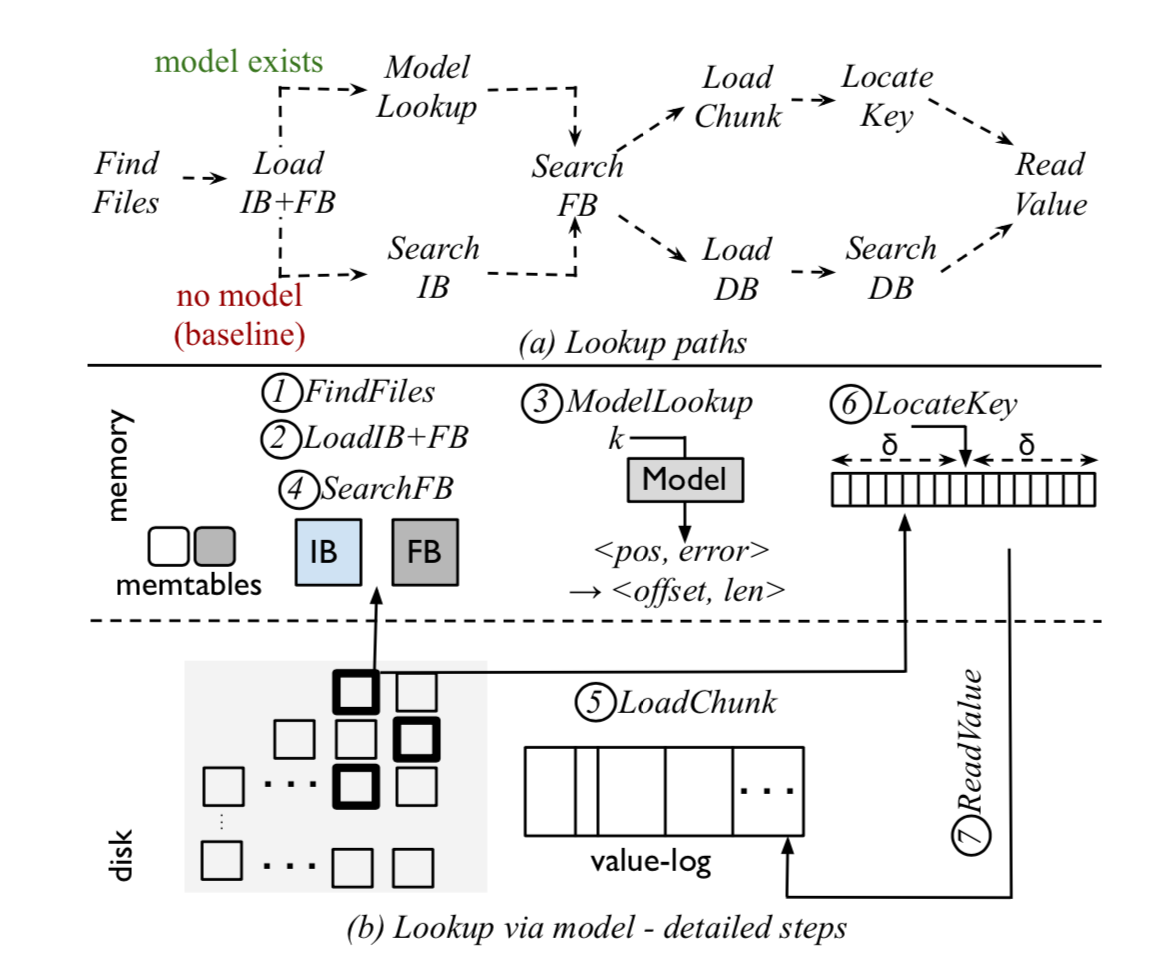 model exists
Model
Lookup
Load
Chunk
Locate
Key
Find
Files
Load
IB+FB
Search
FB
Read
Value
Search
IB
Load
DB
Search
DB
no model
(baseline)
(a) Lookup paths
memory
1 FindFiles
2 LoadIB+FB
4 SearchFB
IB
FB
memtables
3 ModelLookup
k
Model
<pos, error>
→ <offset, len>
6 LocateKey
δ
δ
disk
...
...
5 LoadChunk
...
value-log
7 ReadValue
(b) Lookup via model - detailed steps